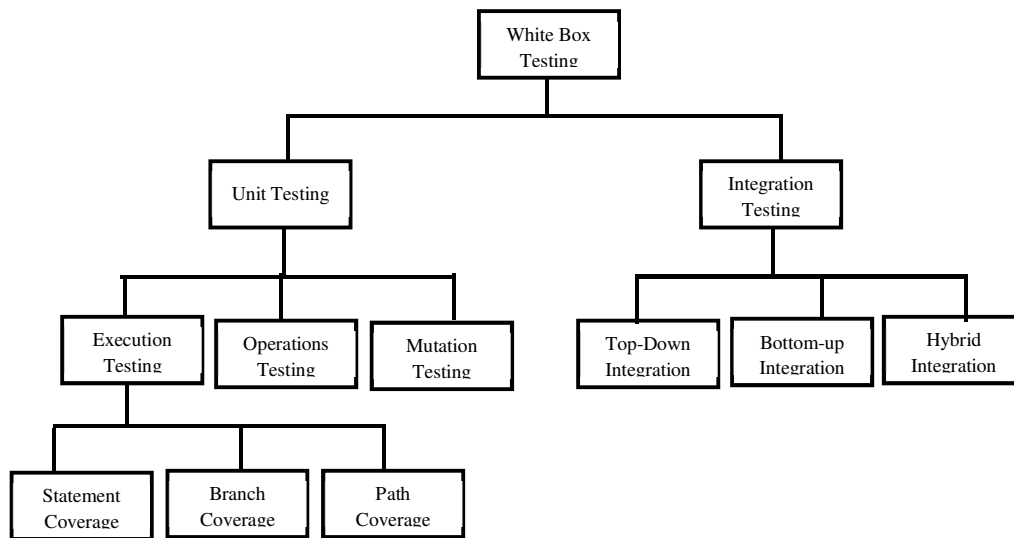 White Box
Testing
Unit Testing
Integration
Testing
Execution
Testing
Operations
Testing
Mutation
Testing
Top-Down
Integration
Bottom-up
Integration
Hybrid
Integration
Statement
Coverage
Branch
Coverage
Path
Coverage